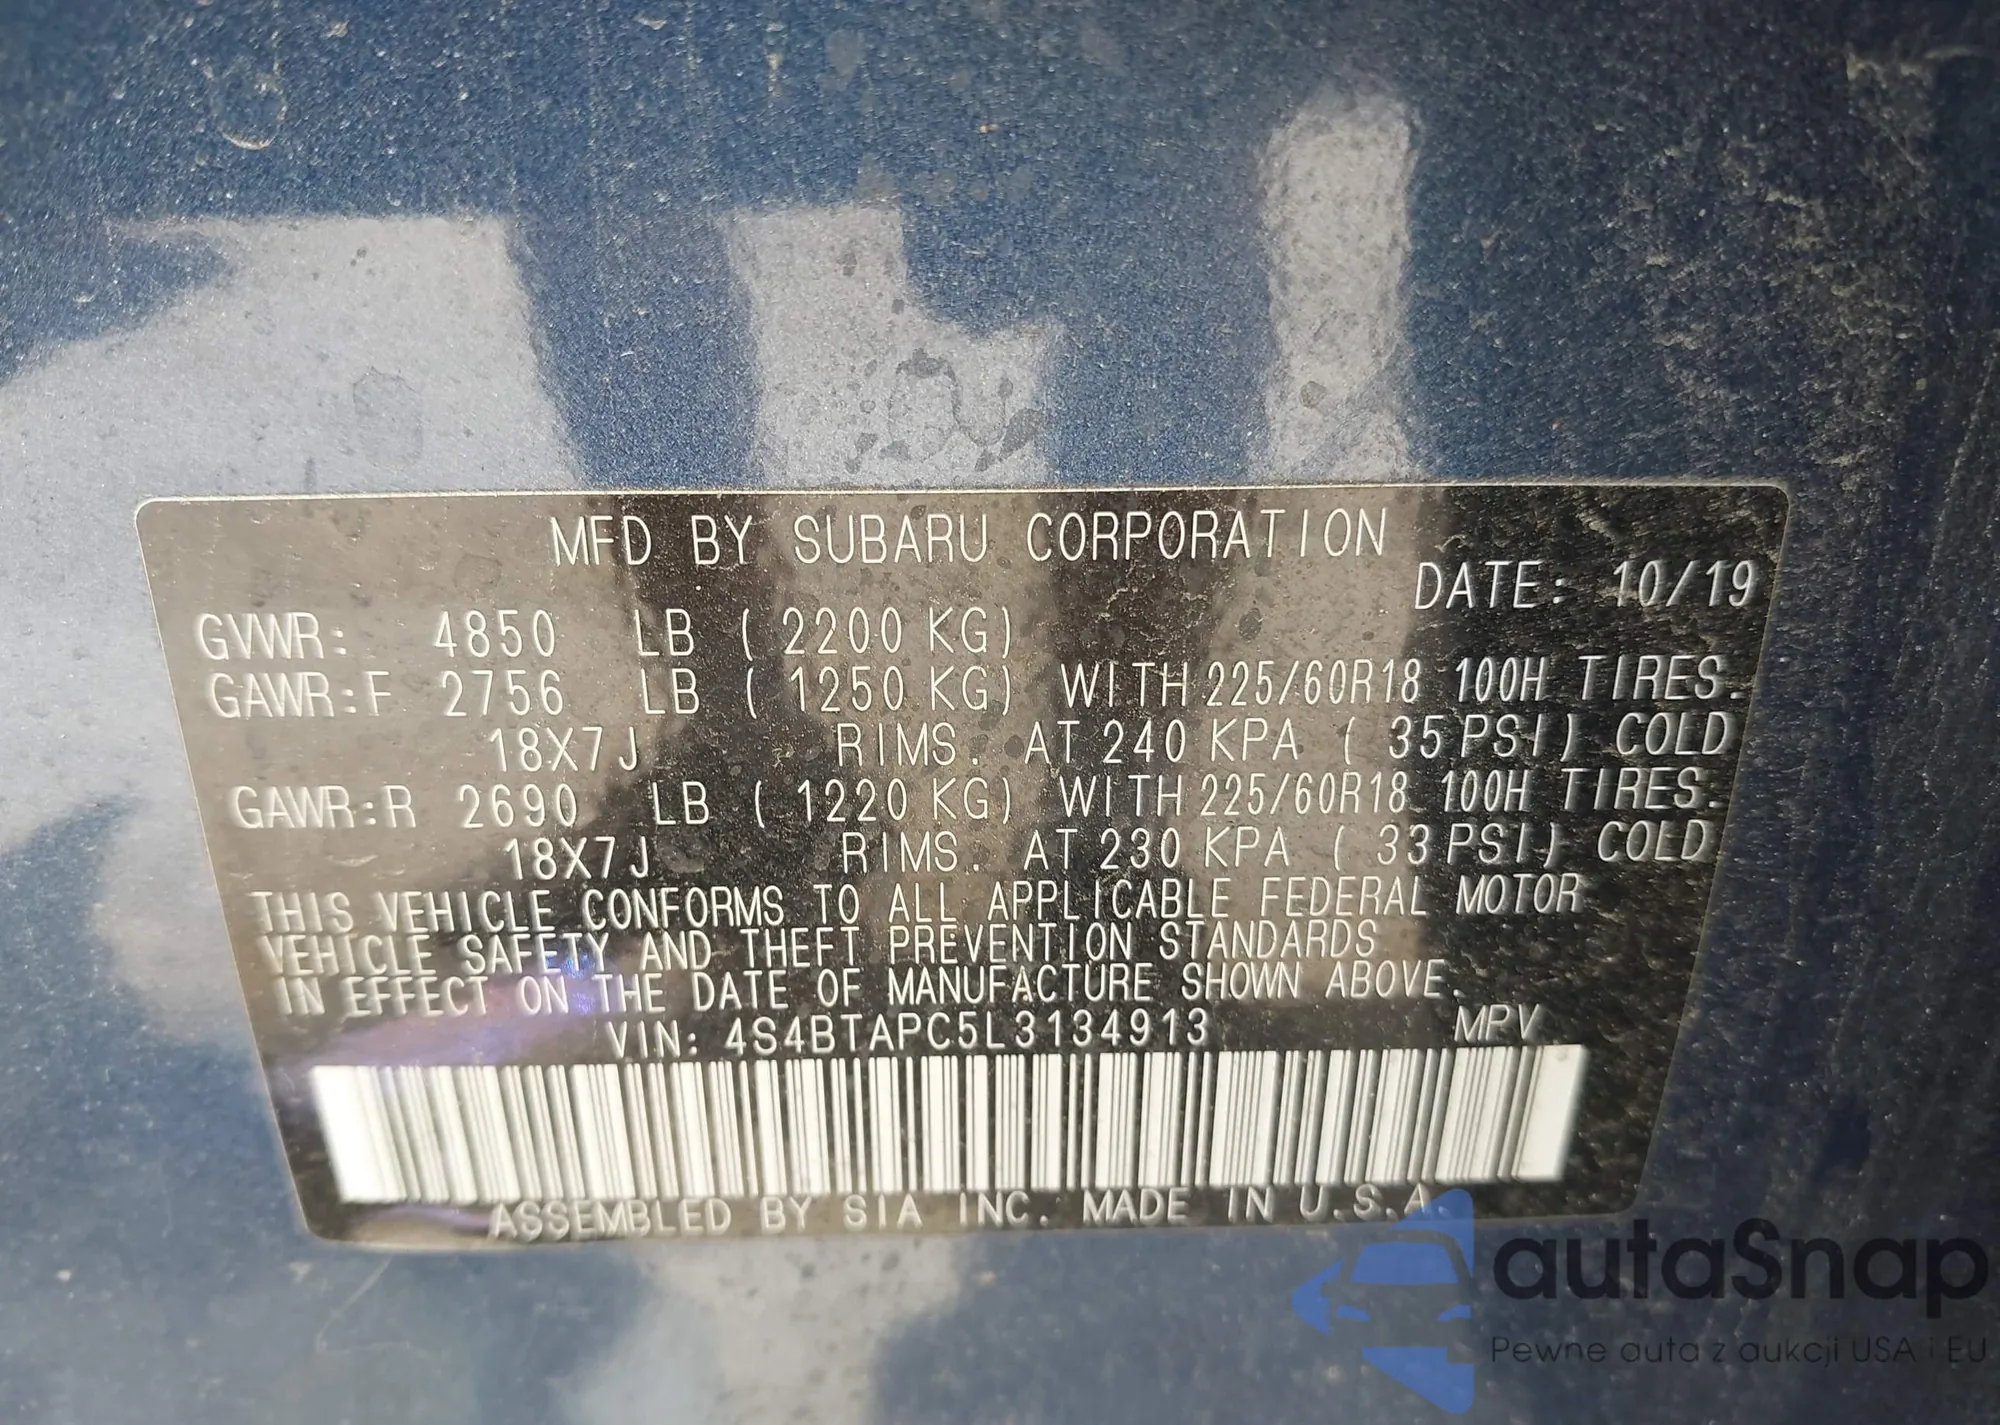 MFD BY SUBARU CORPORATION
DATE: 10/19
GVWR: 4850 LB ( 2200 KG)
GAWR:F 2756 LB ( 1250 KG) WITH 225/60R18 100H TIRES.
18X7J RIMS. AT 240 KPA ( 35 PSI) COLD
GAWR:R 2690 LB ( 1220 KG) WITH 225/60R18 100H TIRES.
18X7J RIMS. AT 230 KPA ( 33 PSI) COLD
THIS VEHICLE CONFORMS TO ALL APPLICABLE FEDERAL MOTOR
VEHICLE SAFETY AND THEFT PREVENTION STANDARDS
IN EFFECT ON THE DATE OF MANUFACTURE SHOWN ABOVE.
VIN: 4S4BTAPC5L3134913 MPV
ASSEMBLED BY SIA INC. MADE IN U.S.A.
autaSnap
Pewne auta z aukcji USA i EU